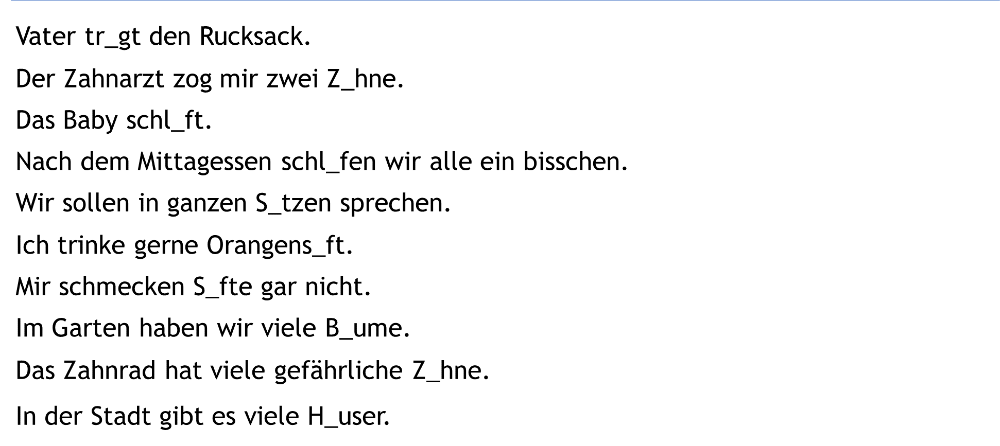 Vater tr_gt den Rucksack.
Der Zahnarzt zog mir zwei Z_hne.
Das Baby schl_ft.
Nach dem Mittagessen schl_fen wir alle ein bisschen.
Wir sollen in ganzen S_tzen sprechen.
Ich trinke gerne Orangens_ft.
Mir schmecken S_fte gar nicht.
Im Garten haben wir viele B_ume.
Das Zahnrad hat viele gefährliche Z_hne.
In der Stadt gibt es viele H_user.